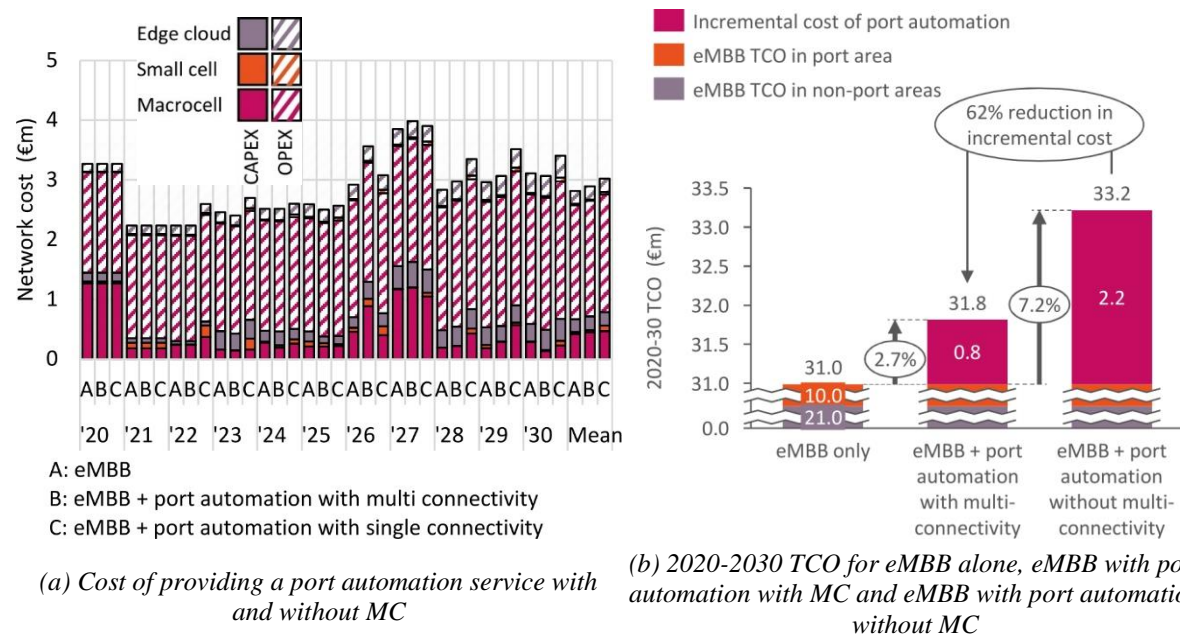 Edge cloud
Small cell
Macrocell
CAPEX
OPEX
Network cost (€m)
5
4
3
2
1
0
A B C A B C A B C A B C A B C A B C A B C A B C A B C A B C A B C A B C
'20 '21 '22 '23 '24 '25 '26 '27 '28 '29 '30 Mean
A: eMBB
B: eMBB + port automation with multi connectivity
C: eMBB + port automation with single connectivity
(a) Cost of providing a port automation service with
and without MC
Incremental cost of port automation
eMBB TCO in port area
eMBB TCO in non-port areas
62% reduction in
incremental cost
2020-30 TCO (€m)
33.5
33.0
32.5
32.0
31.5
31.0
0.0
31.0
10.0
21.0
2.7%
31.8
0.8
7.2%
33.2
2.2
eMBB only
eMBB + port
automation
with multi-
connectivity
eMBB + port
automation
without multi-
connectivity
(b) 2020-2030 TCO for eMBB alone, eMBB with po
automation with MC and eMBB with port automatio
without MC